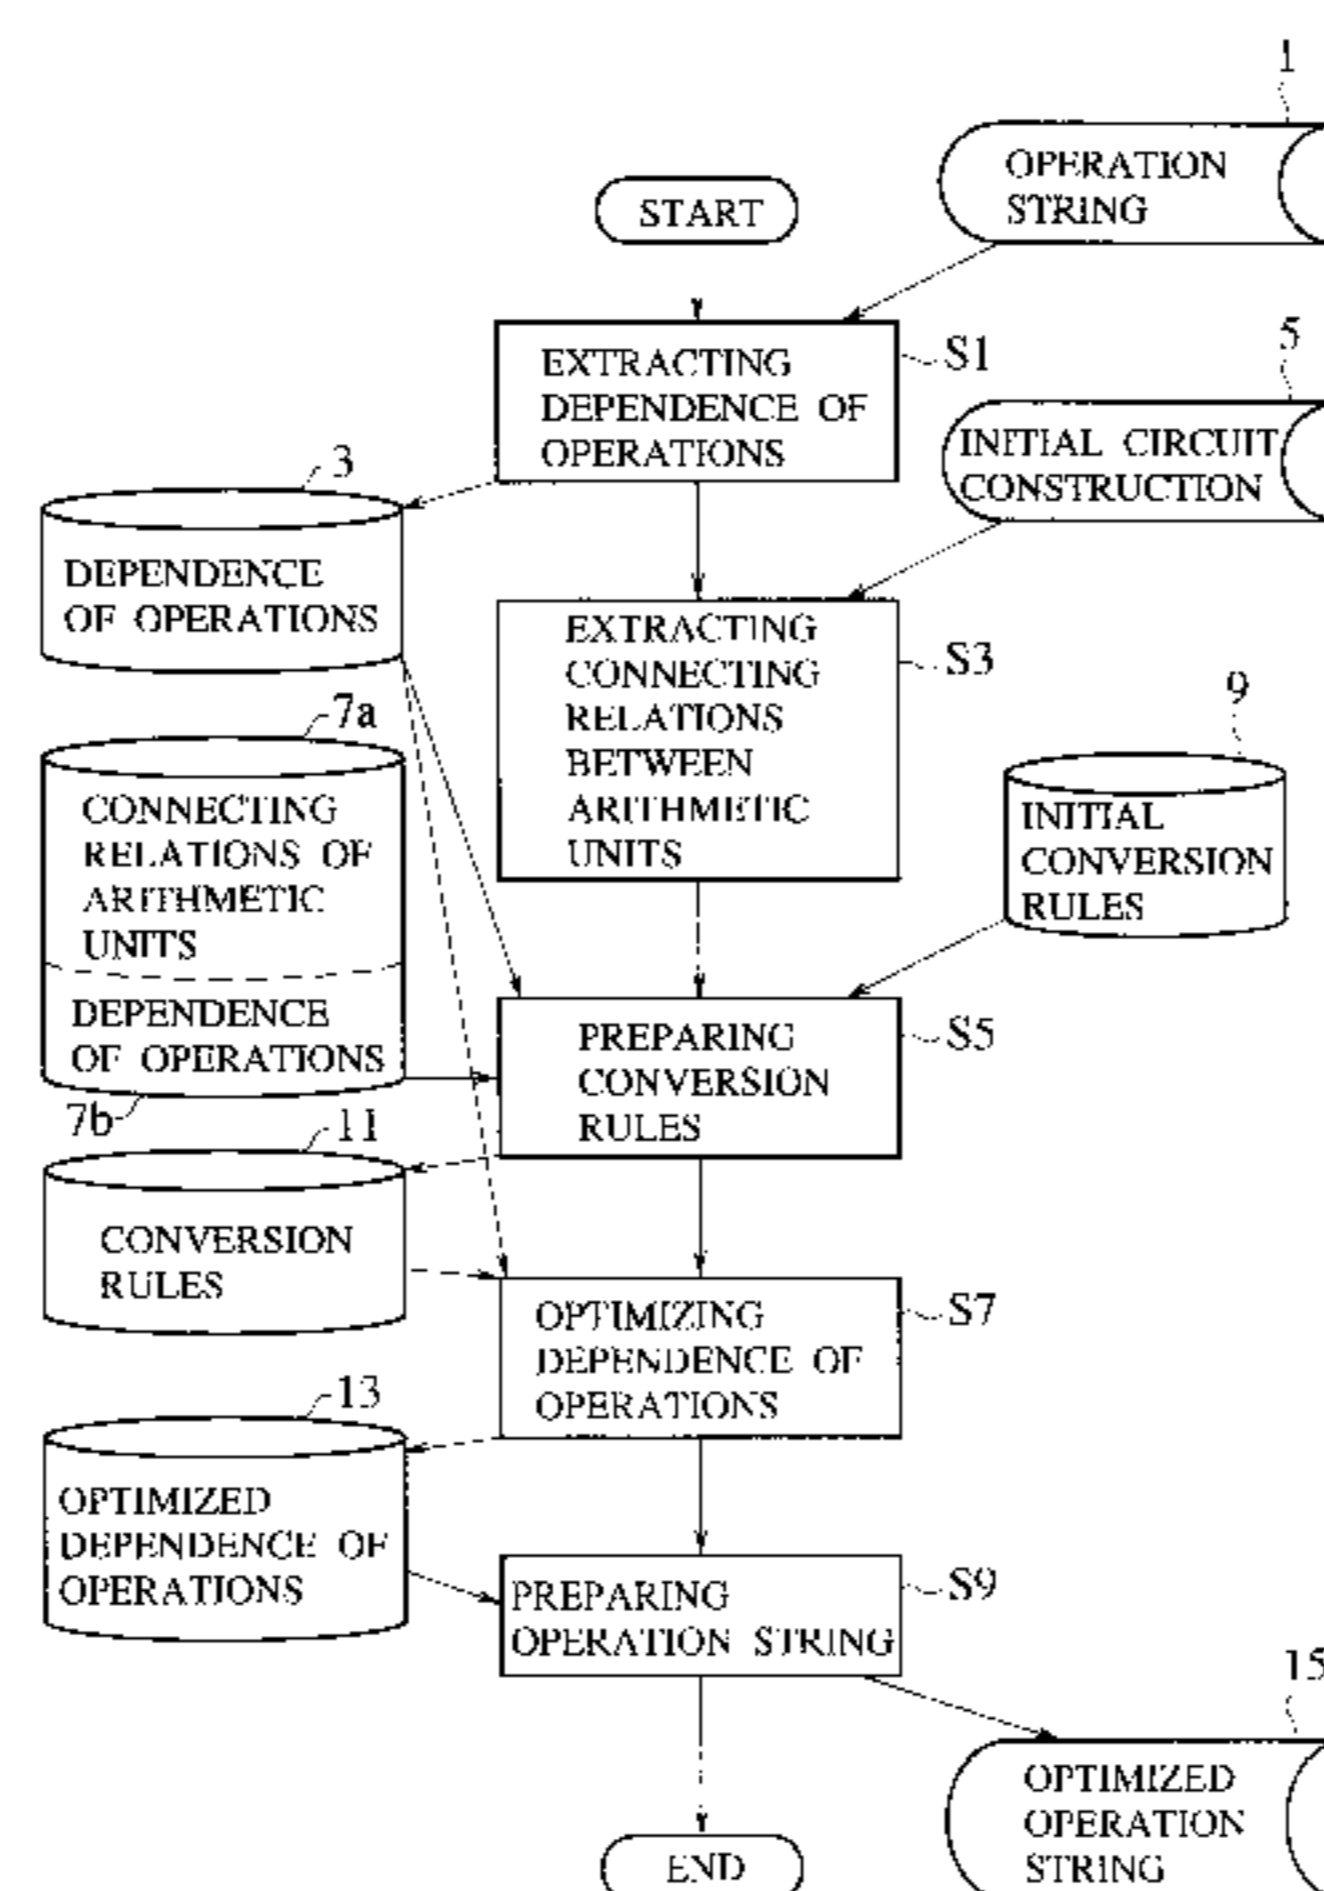 1
OPERATION
STRING
START
EXTRACTING
DEPENDENCE OF
OPERATIONS
S1
5
INITIAL CIRCUIT
CONSTRUCTION
3
DEPENDENCE
OF OPERATIONS
EXTRACTING
CONNECTING
RELATIONS
BETWEEN
ARITHMETIC
UNITS
S3
7a
CONNECTING
RELATIONS OF
ARITHMETIC
UNITS
DEPENDENCE
OF OPERATIONS
7b
9
INITIAL
CONVERSION
RULES
PREPARING
CONVERSION
RULES
S5
11
CONVERSION
RULES
OPTIMIZING
DEPENDENCE OF
OPERATIONS
S7
13
OPTIMIZED
DEPENDENCE OF
OPERATIONS
PREPARING
OPERATION STRING
S9
15
OPTIMIZED
OPERATION
STRING
END